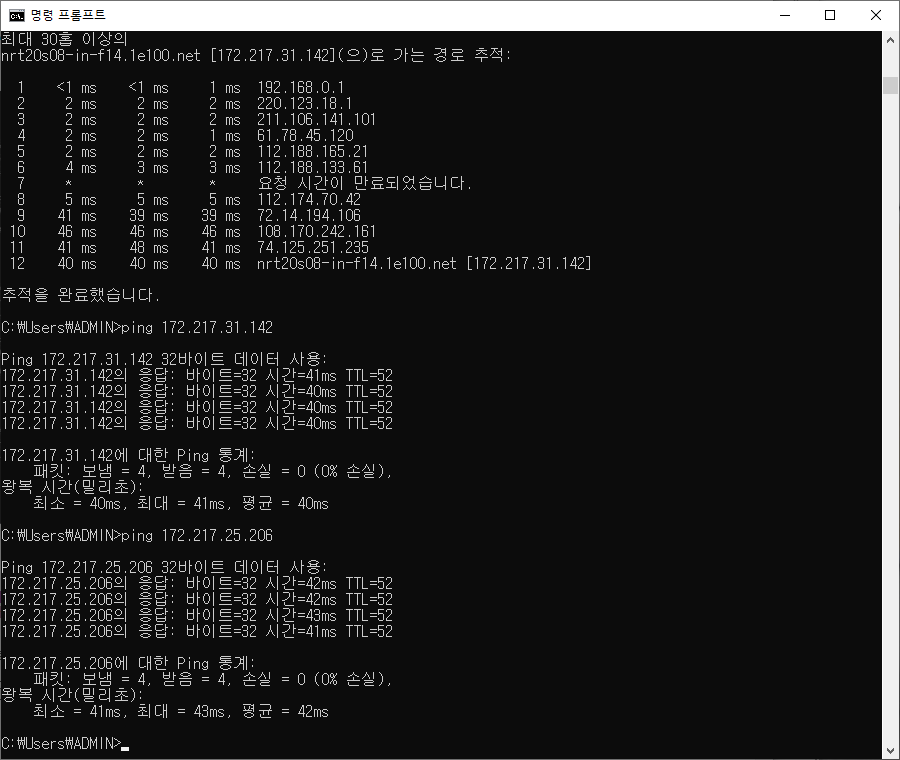 명령 프롬프트
최대 30홉 이상의
nrt20s08-in-f14.1e100.net [172.217.31.142](으)로 가는 경로 추적:
1 <1 ms <1 ms 1 ms 192.168.0.1
2 2 ms 2 ms 2 ms 220.123.18.1
3 2 ms 2 ms 2 ms 211.106.141.101
4 2 ms 2 ms 1 ms 61.78.45.120
5 2 ms 2 ms 2 ms 112.188.165.21
6 4 ms 3 ms 3 ms 112.188.133.61
7 * * * 요청 시간이 만료되었습니다.
8 5 ms 5 ms 5 ms 112.174.70.42
9 41 ms 39 ms 39 ms 72.14.194.106
10 46 ms 46 ms 46 ms 108.170.242.161
11 41 ms 48 ms 41 ms 74.125.251.235
12 40 ms 40 ms 40 ms nrt20s08-in-f14.1e100.net [172.217.31.142]
추적을 완료했습니다.
C:₩Users₩ADMIN>ping 172.217.31.142
Ping 172.217.31.142 32바이트 데이터 사용:
172.217.31.142의 응답: 바이트=32 시간=41ms TTL=52
172.217.31.142의 응답: 바이트=32 시간=40ms TTL=52
172.217.31.142의 응답: 바이트=32 시간=40ms TTL=52
172.217.31.142의 응답: 바이트=32 시간=40ms TTL=52
172.217.31.142에 대한 Ping 통계:
패킷: 보냄 = 4, 받음 = 4, 손실 = 0 (0% 손실),
왕복 시간(밀리초):
최소 = 40ms, 최대 = 41ms, 평균 = 40ms
C:₩Users₩ADMIN>ping 172.217.25.206
Ping 172.217.25.206 32바이트 데이터 사용:
172.217.25.206의 응답: 바이트=32 시간=42ms TTL=52
172.217.25.206의 응답: 바이트=32 시간=42ms TTL=52
172.217.25.206의 응답: 바이트=32 시간=43ms TTL=52
172.217.25.206의 응답: 바이트=32 시간=41ms TTL=52
172.217.25.206에 대한 Ping 통계:
패킷: 보냄 = 4, 받음 = 4, 손실 = 0 (0% 손실),
왕복 시간(밀리초):
최소 = 41ms, 최대 = 43ms, 평균 = 42ms
C:₩Users₩ADMIN>